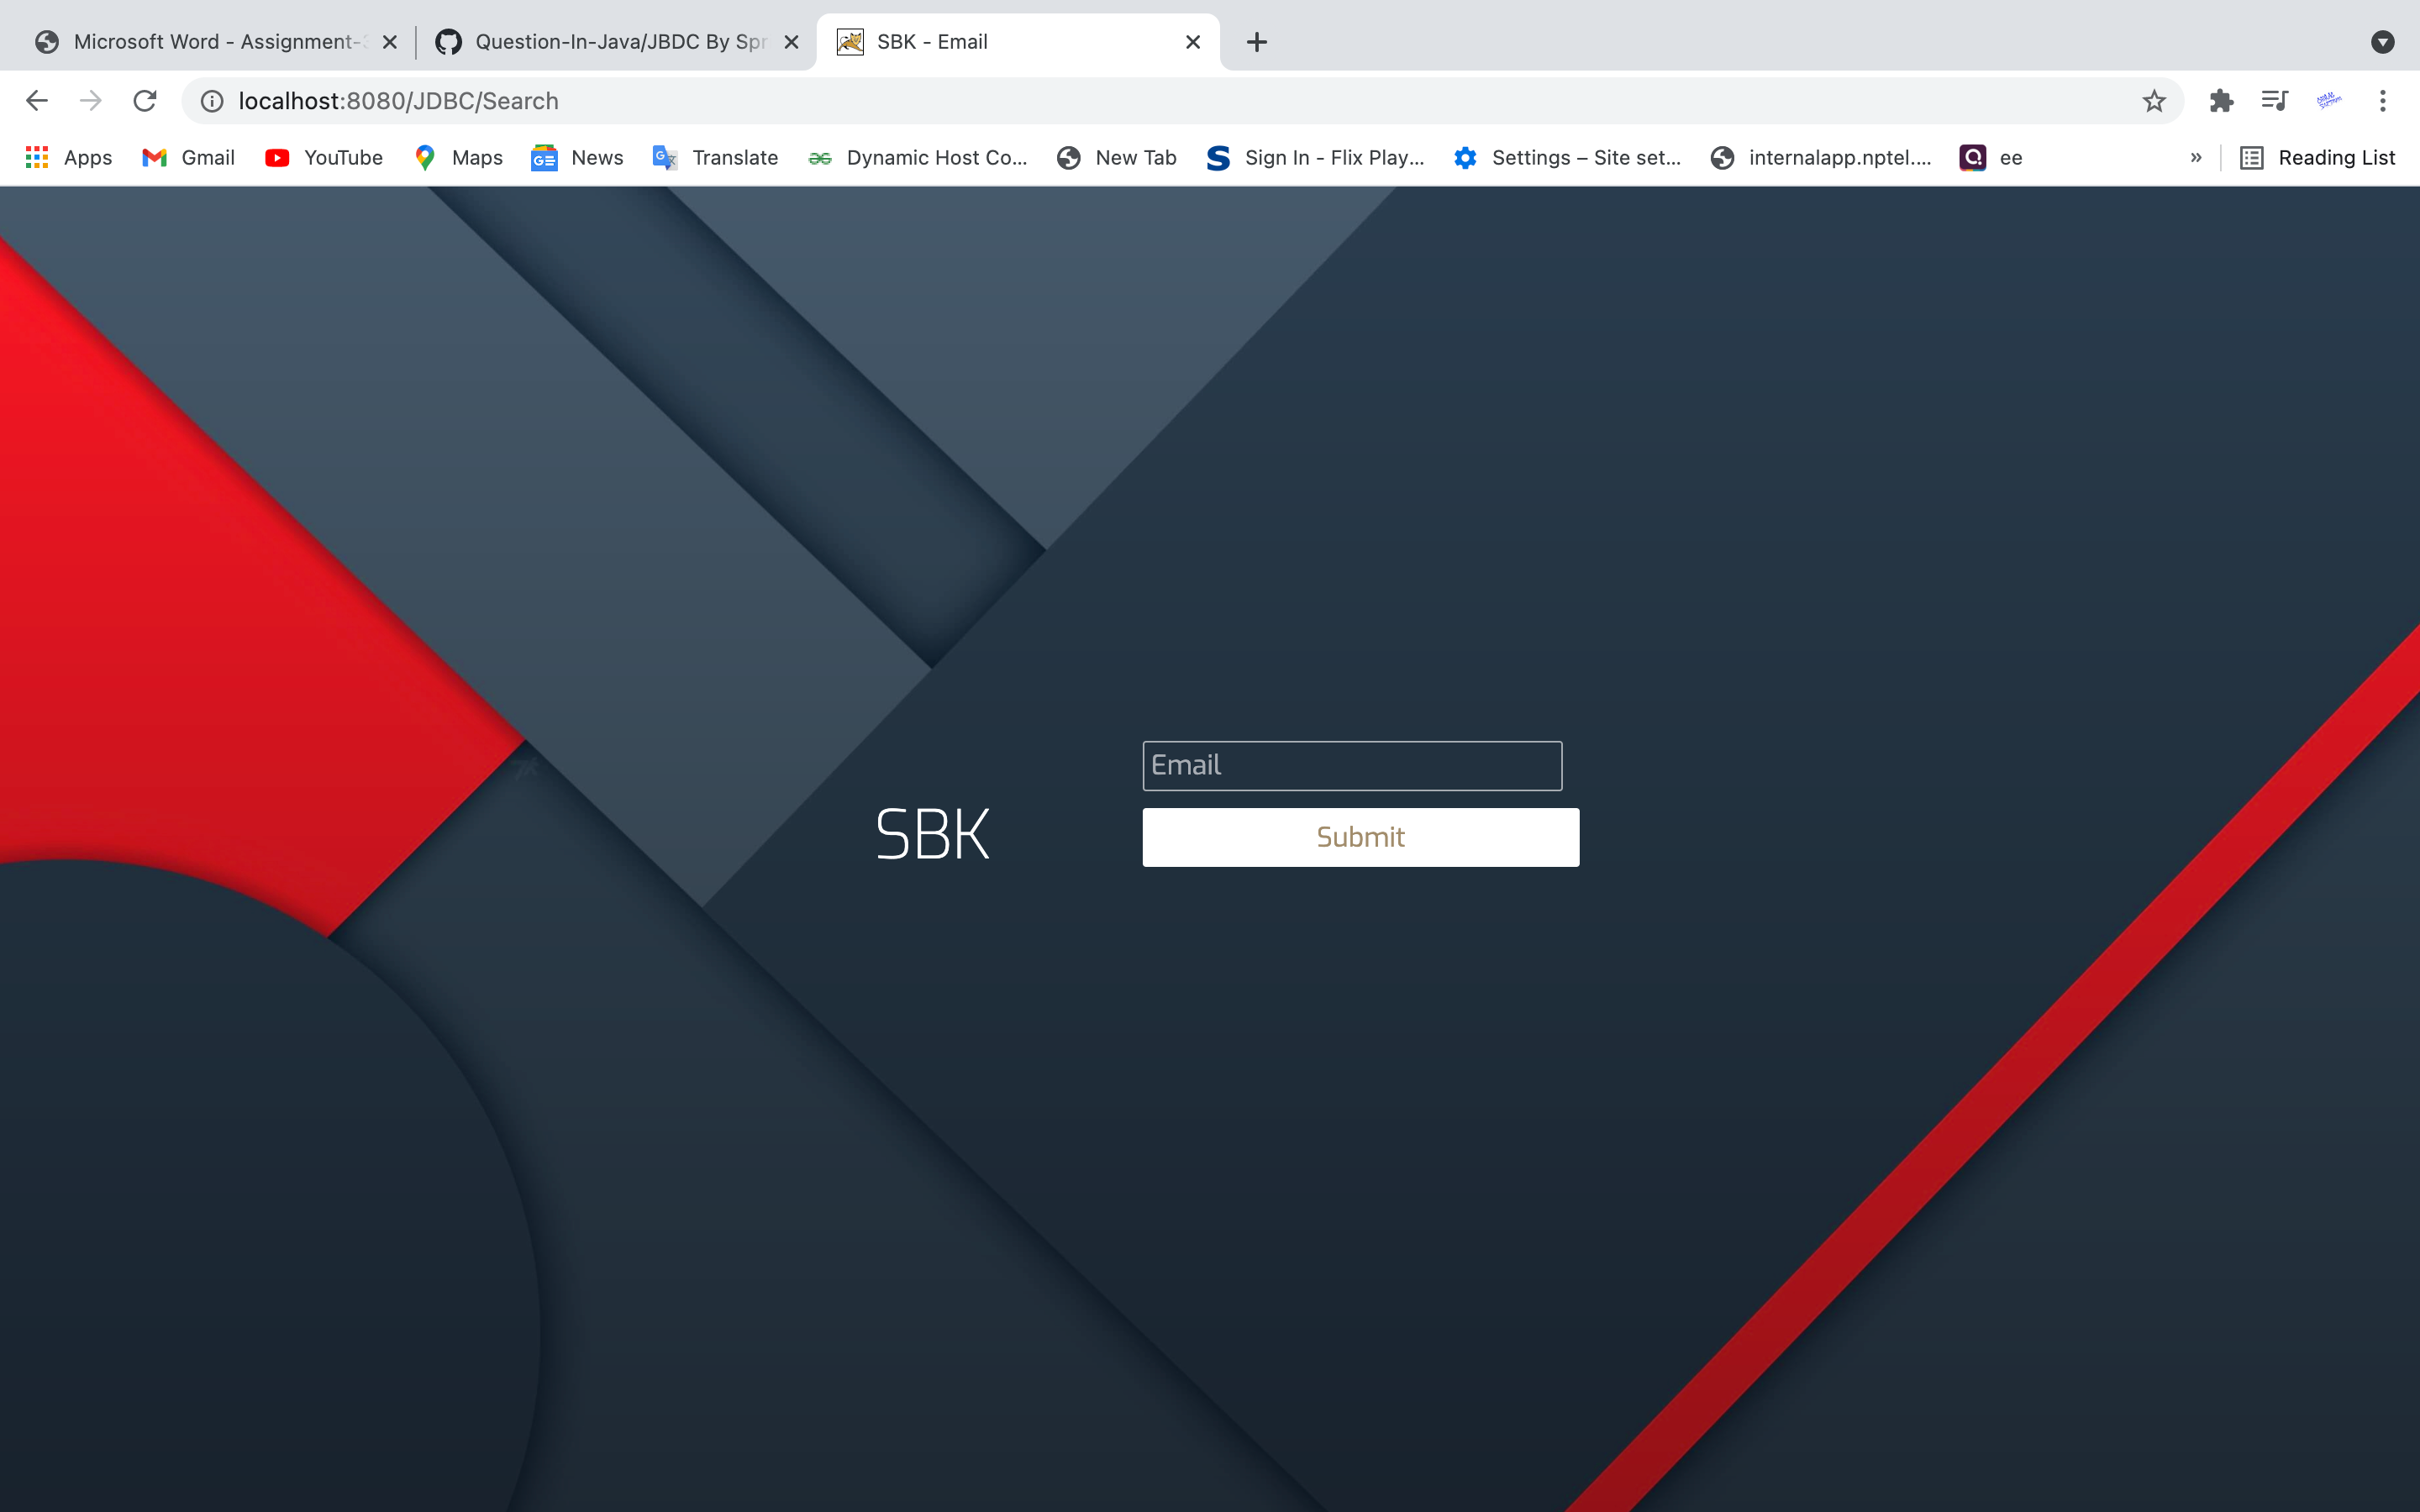 Microsoft Word - Assignment-
Question-In-Java/JBDC By Spr
SBK - Email
localhost:8080/JDBC/Search
Apps
Gmail
YouTube
Maps
News
Translate
Dynamic Host Co...
New Tab
Sign In - Flix Play...
Settings – Site set...
internalapp.nptel....
ee
»
Reading List
Email
SBK
Submit